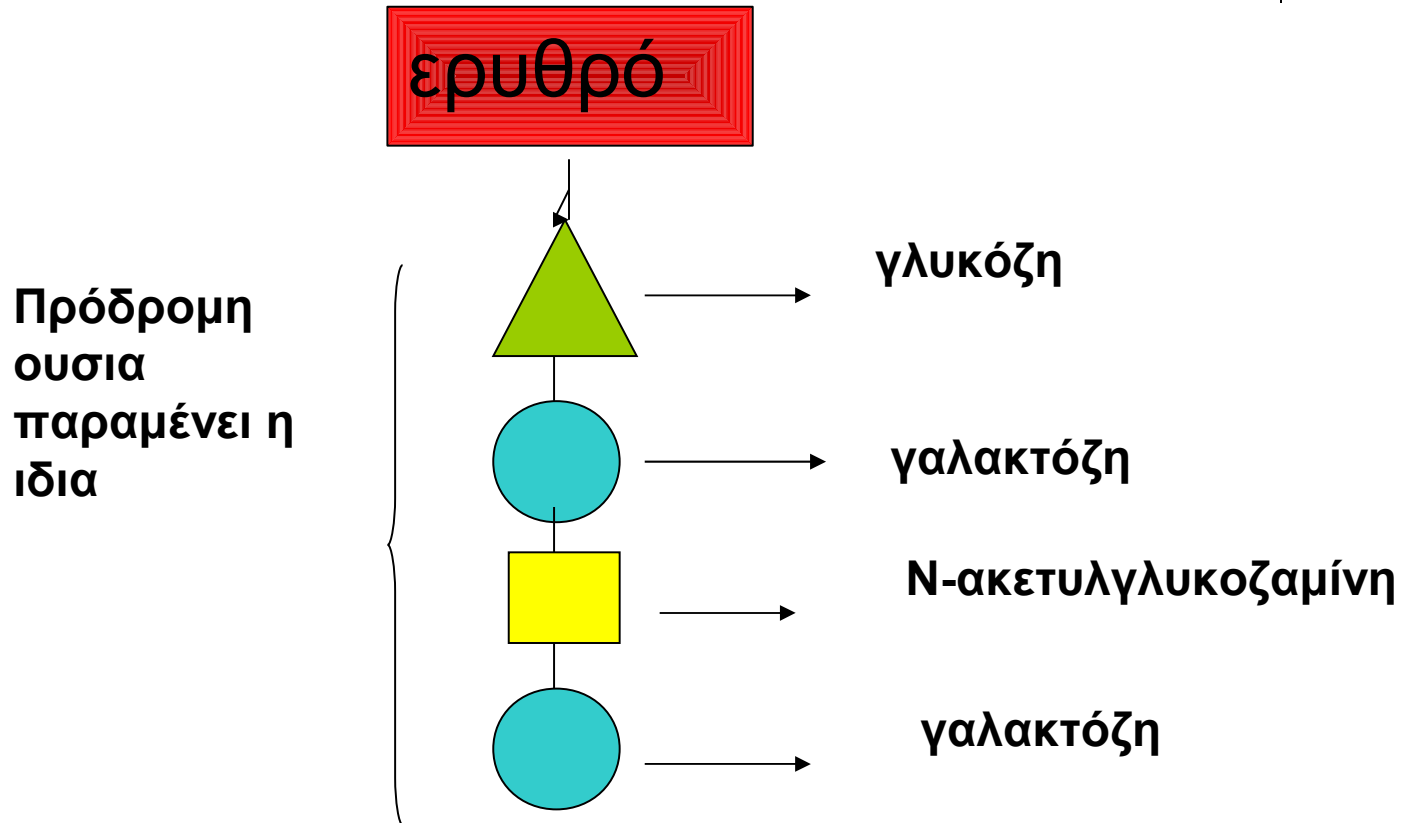 ερυθρό
γλυκόζη
Πρόδρομη
ουσια
παραμένει η
ιδια
γαλακτόζη
Ν-ακετυλγλυκοζαμίνη
γαλακτόζη